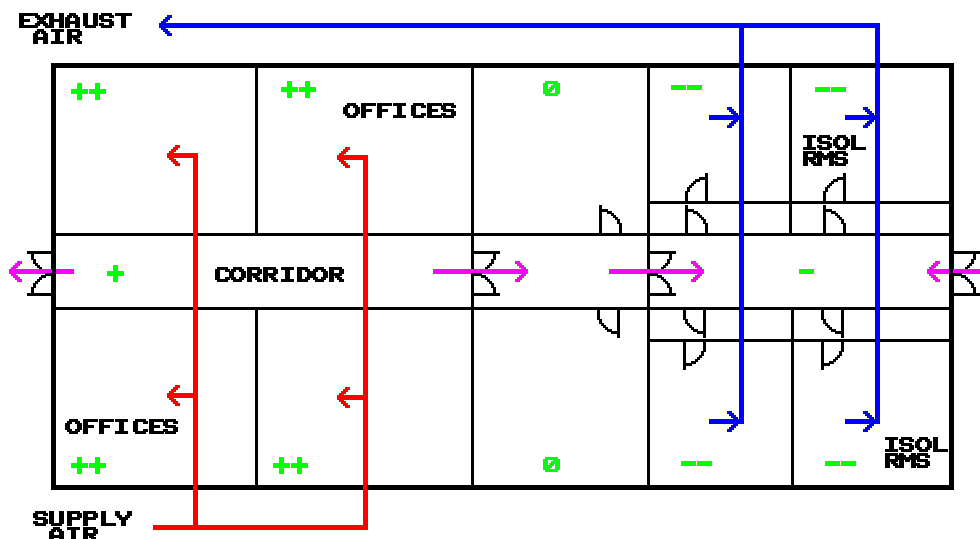 EXHAUST
AIR
++
++
0
--
--
OFFICES
ISOL
RMS
+
CORRIDOR
-
OFFICES
++
++
0
--
--
ISOL
RMS
SUPPLY
AIR